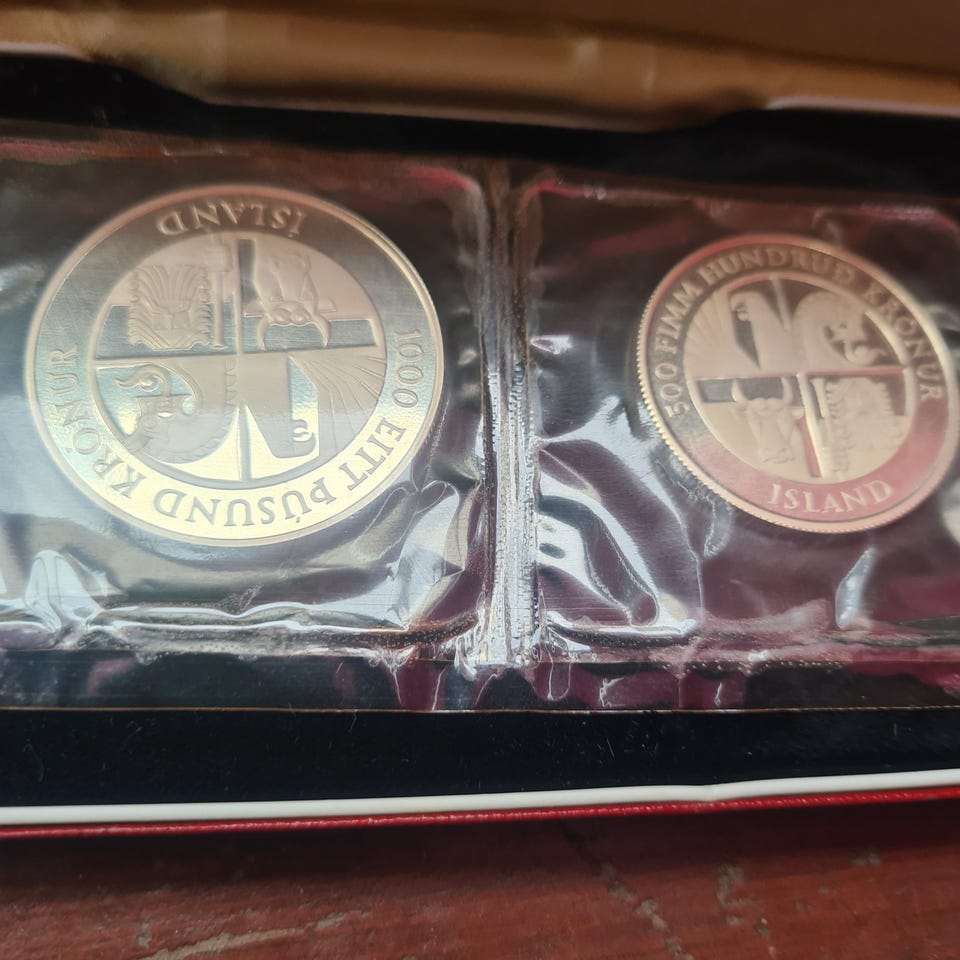 1000 EITT ÞÚSUND KRÓNUR
ÍSLAND
500 FIMM HUNDRUÐ KRÓNUR
ÍSLAND